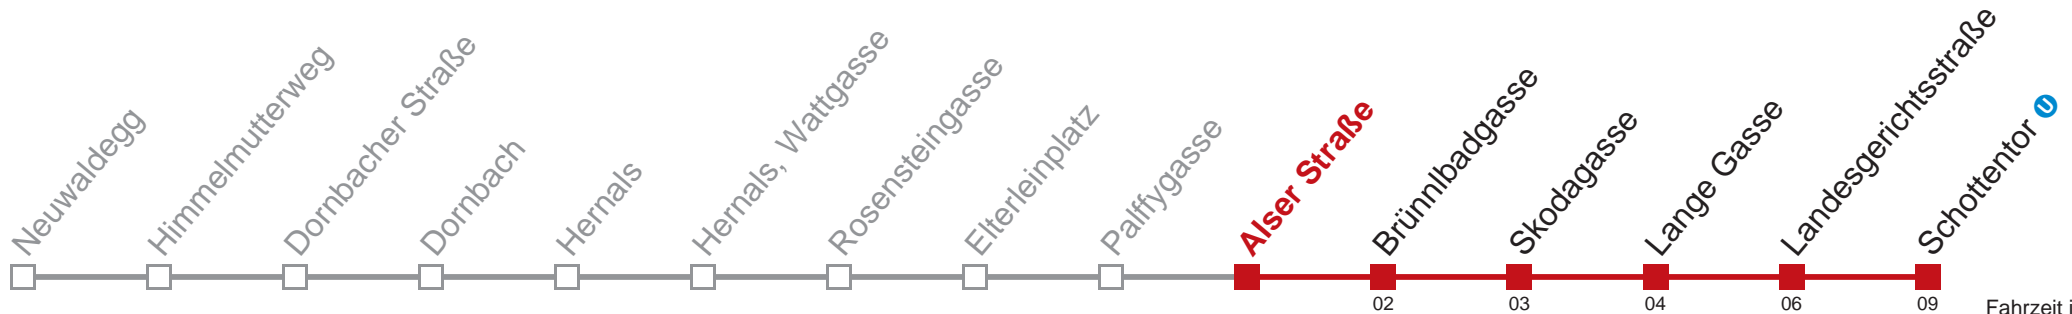 Neuwaldegg
Himmelmutterweg
Dornbacher Straße
Dornbach
Hernals
Hernals, Wattgasse
Rosensteingasse
Elterleinplatz
Palffygasse
Alser Straße
Brünnlbadgasse
Skodagasse
Lange Gasse
Landesgerichtsstraße
Schottentor U
02 03 04 06 09
Fahrzeit i